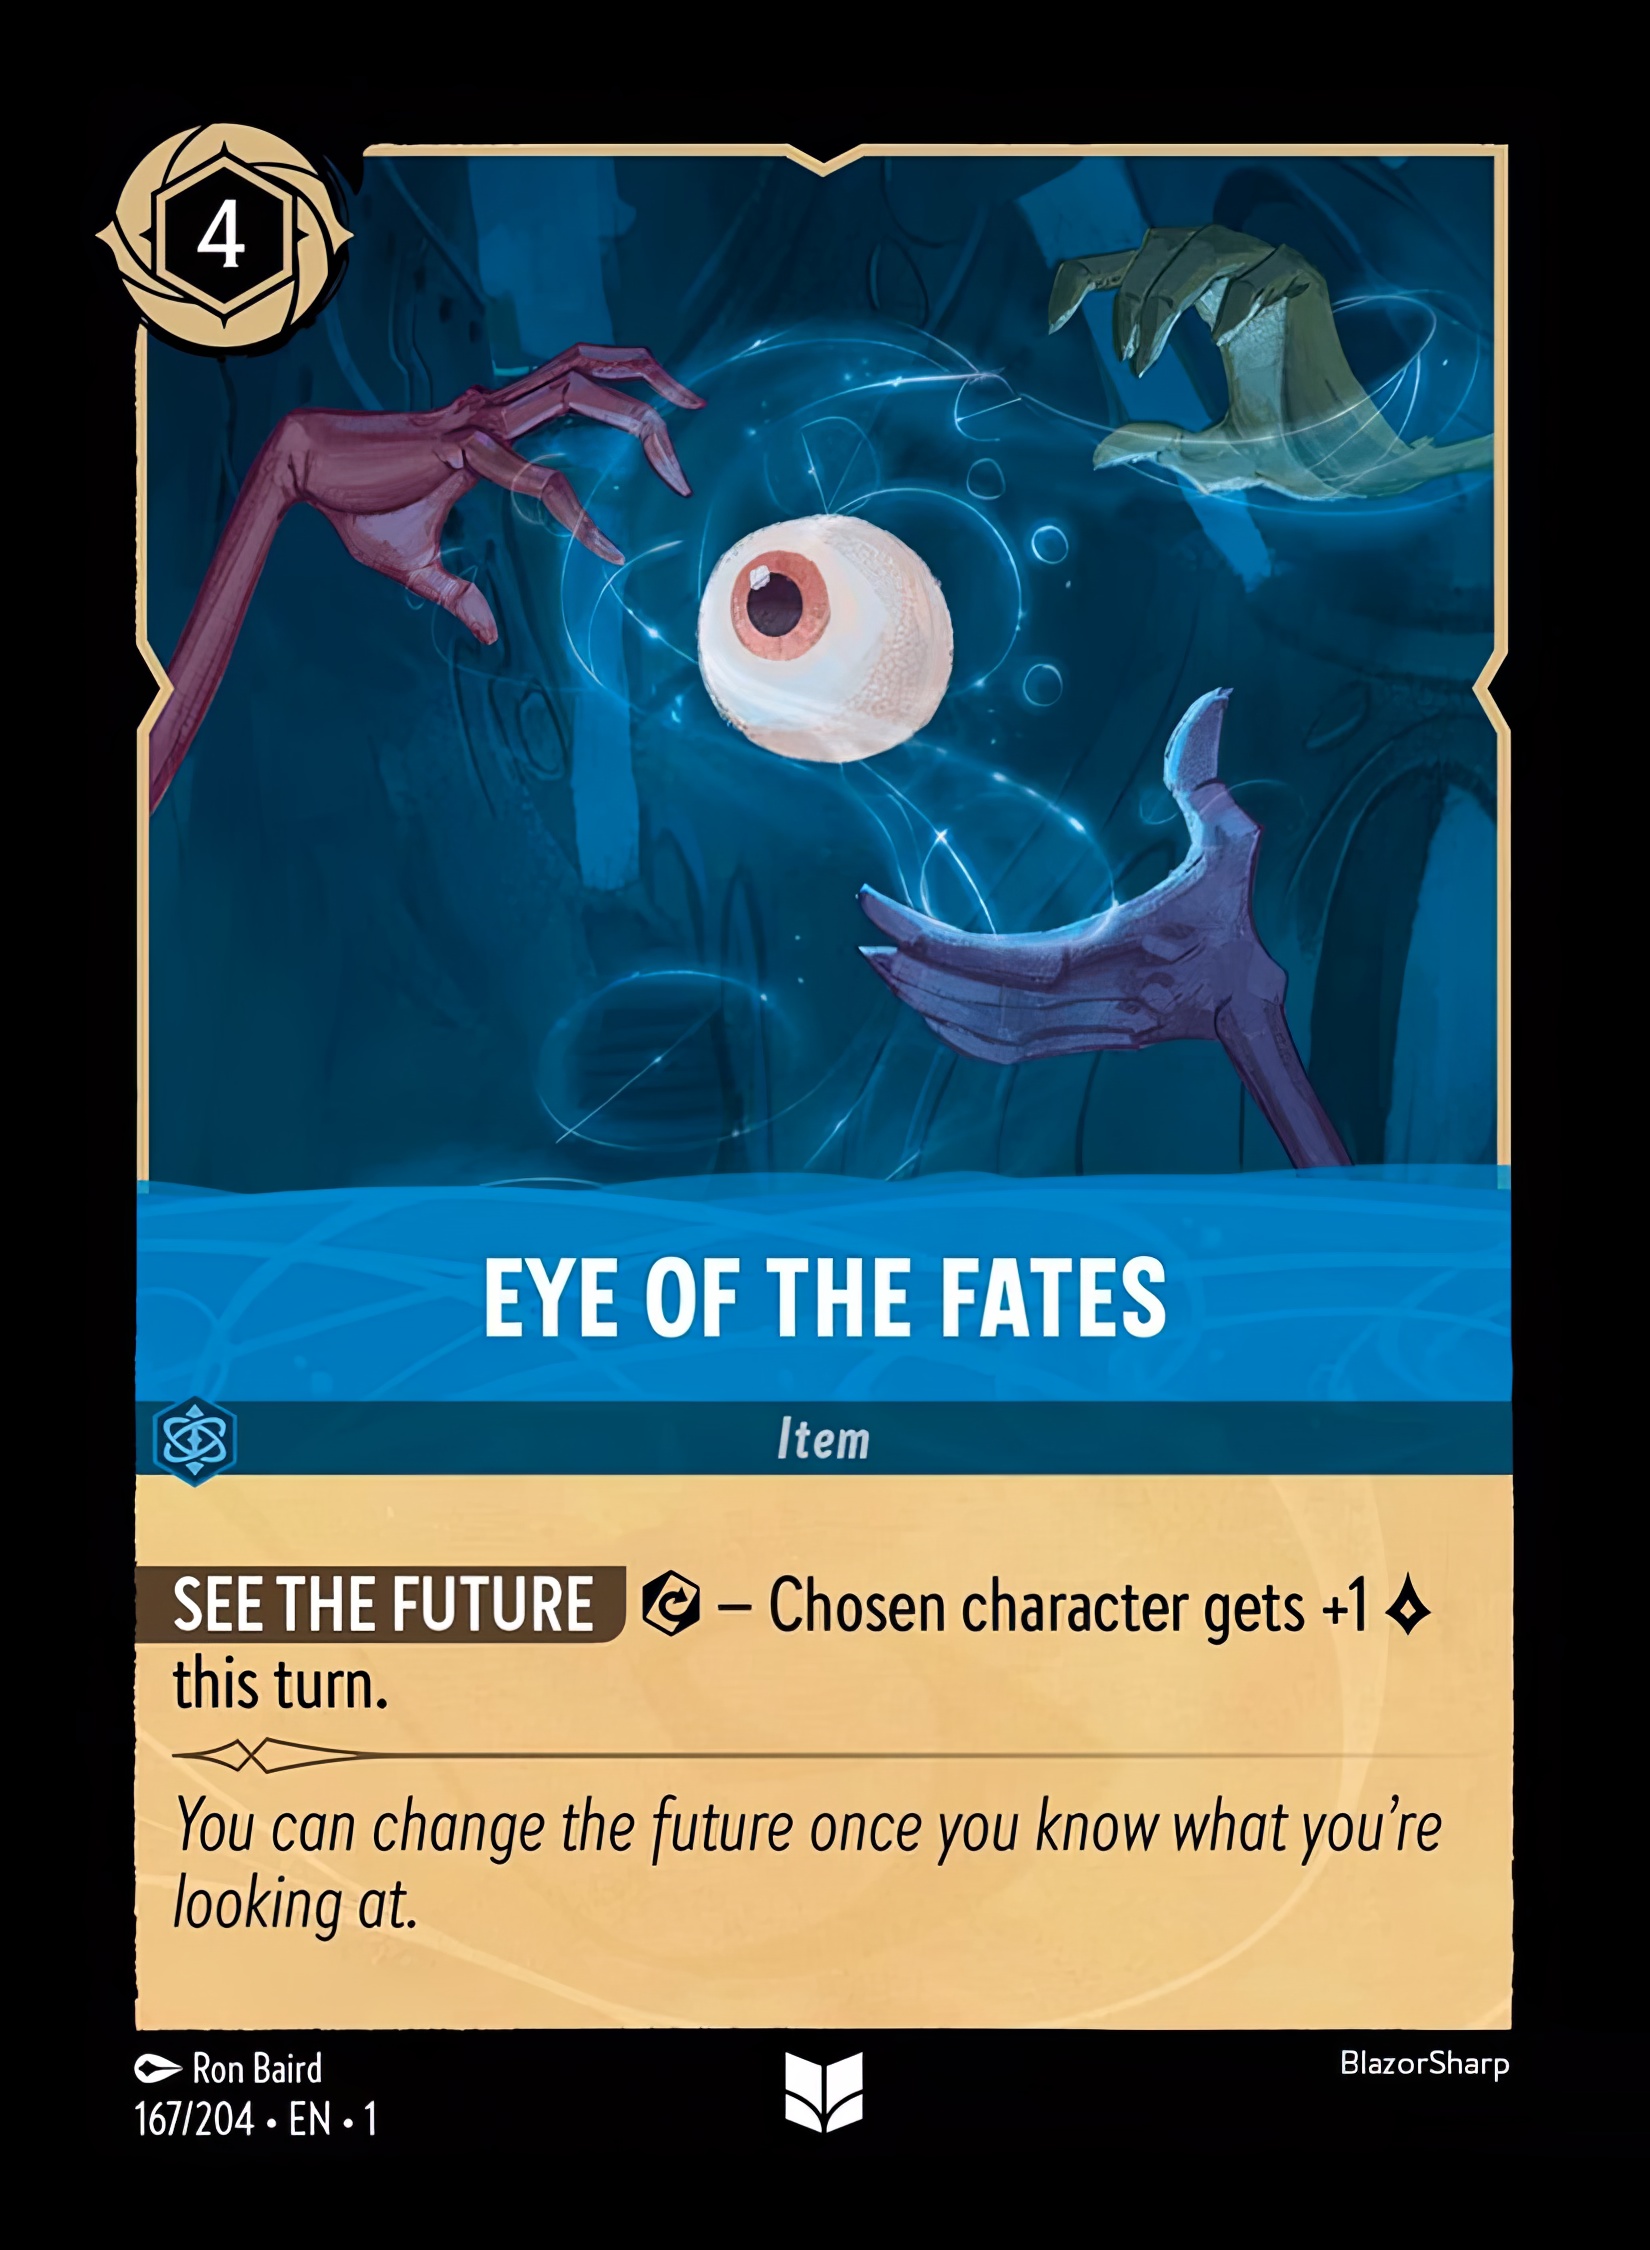 4
EYE OF THE FATES
Item
SEE THE FUTURE — Chosen character gets +1
this turn.
You can change the future once you know what you’re
looking at.
Ron Baird
BlazorSharp
167/204 • EN • 1